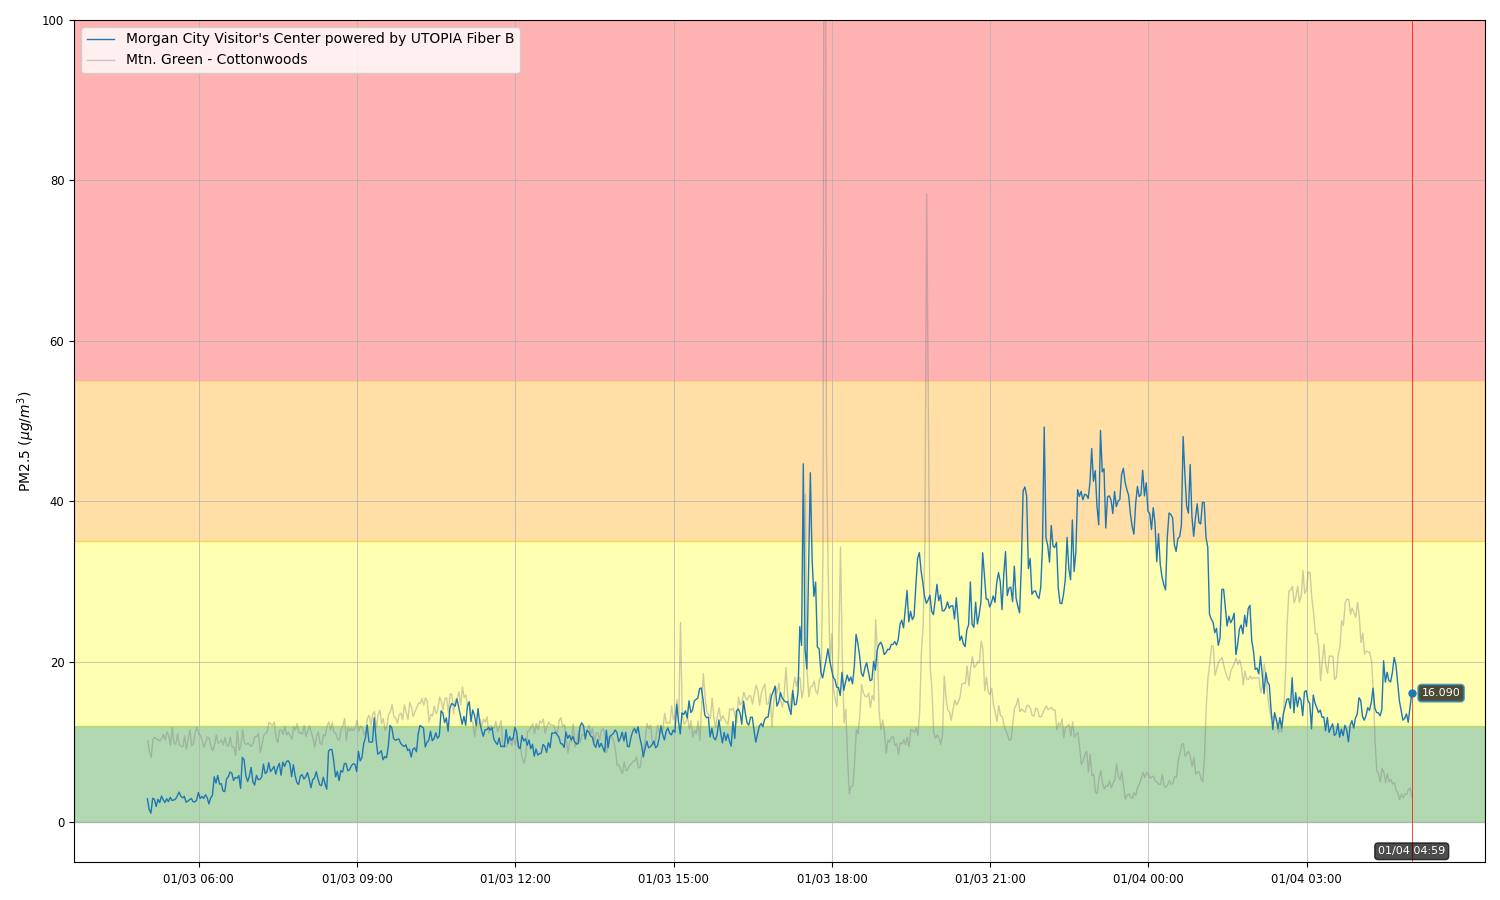 100
Morgan City Visitor's Center powered by UTOPIA Fiber B
Mtn. Green - Cottonwoods
80
60
PM2.5 (μg/m³)
40
20
16.090
0
01/04 04:59
01/03 06:00 01/03 09:00 01/03 12:00 01/03 15:00 01/03 18:00 01/03 21:00 01/04 00:00 01/04 03:00